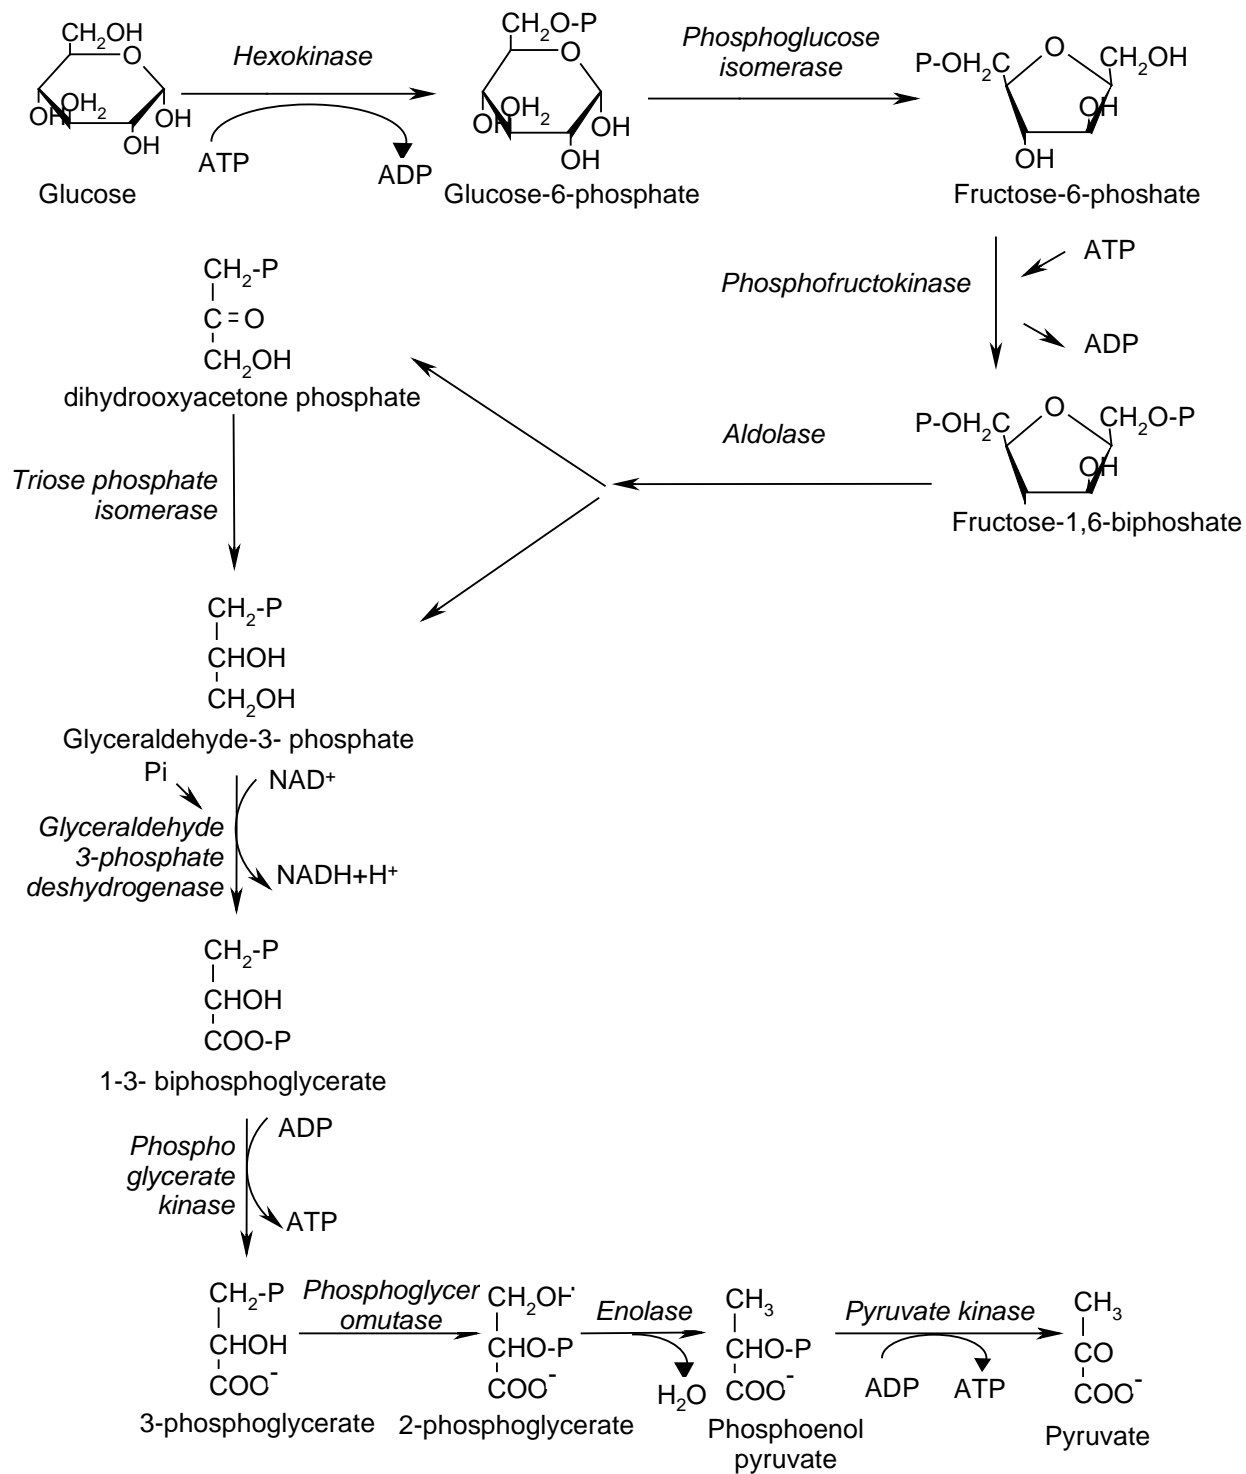 CH2OH
O
OH
OH2
OH
OH
Glucose
Hexokinase
ATP
ADP
CH2O-P
O
OH
OH2
OH
OH
Glucose-6-phosphate
Phosphoglucose
isomerase
P-OH2C
O
CH2OH
OH
OH
Fructose-6-phoshate
Phosphofructokinase
ATP
ADP
P-OH2C
O
CH2O-P
OH
Fructose-1,6-biphoshate
Aldolase
CH2-P
C=O
CH2OH
dihydrooxyacetone phosphate
Triose phosphate
isomerase
CH2-P
CHOH
CH2OH
Glyceraldehyde-3- phosphate
Pi
NAD+
Glyceraldehyde
3-phosphate
deshydrogenase
NADH+H+
CH2-P
CHOH
COO-P
1-3- biphosphoglycerate
ADP
Phospho
glycerate
kinase
ATP
CH2-P
CHOH
COO-
3-phosphoglycerate
Phosphoglycer
omutase
CH2OH
CHO-P
COO-
2-phosphoglycerate
Enolase
H2O
CH3
CHO-P
COO-
Phosphoenol
pyruvate
Pyruvate kinase
ADP
ATP
CH3
CO
COO-
Pyruvate